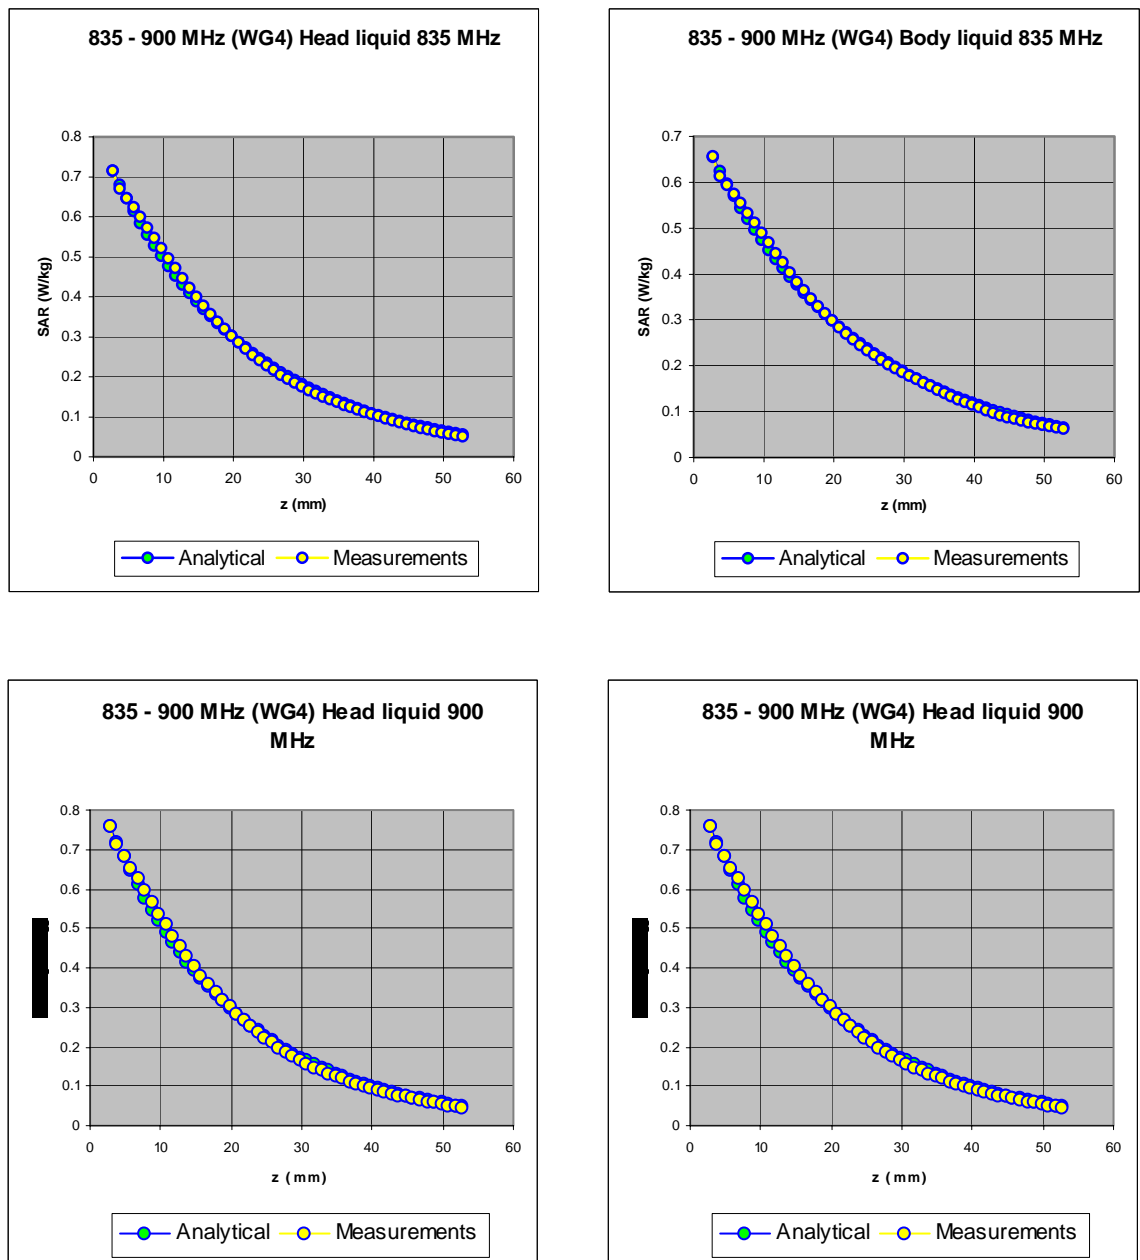 835 - 900 MHz (WG4) Head liquid 835 MHz
0.8
0.7
0.6
0.5
0.4
0.3
0.2
0.1
0
SAR (W/kg)
0 10 20 30 40 50 60
z (mm)
Analytical Measurements
835 - 900 MHz (WG4) Body liquid 835 MHz
0.7
0.6
0.5
0.4
0.3
0.2
0.1
0
SAR (W/kg)
0 10 20 30 40 50 60
z (mm)
Analytical Measurements
835 - 900 MHz (WG4) Head liquid 900
MHz
0.8
0.7
0.6
0.5
0.4
0.3
0.2
0.1
0
0 10 20 30 40 50 60
z (mm)
Analytical Measurements
835 - 900 MHz (WG4) Head liquid 900
MHz
0.8
0.7
0.6
0.5
0.4
0.3
0.2
0.1
0
0 10 20 30 40 50 60
z (mm)
Analytical Measurements